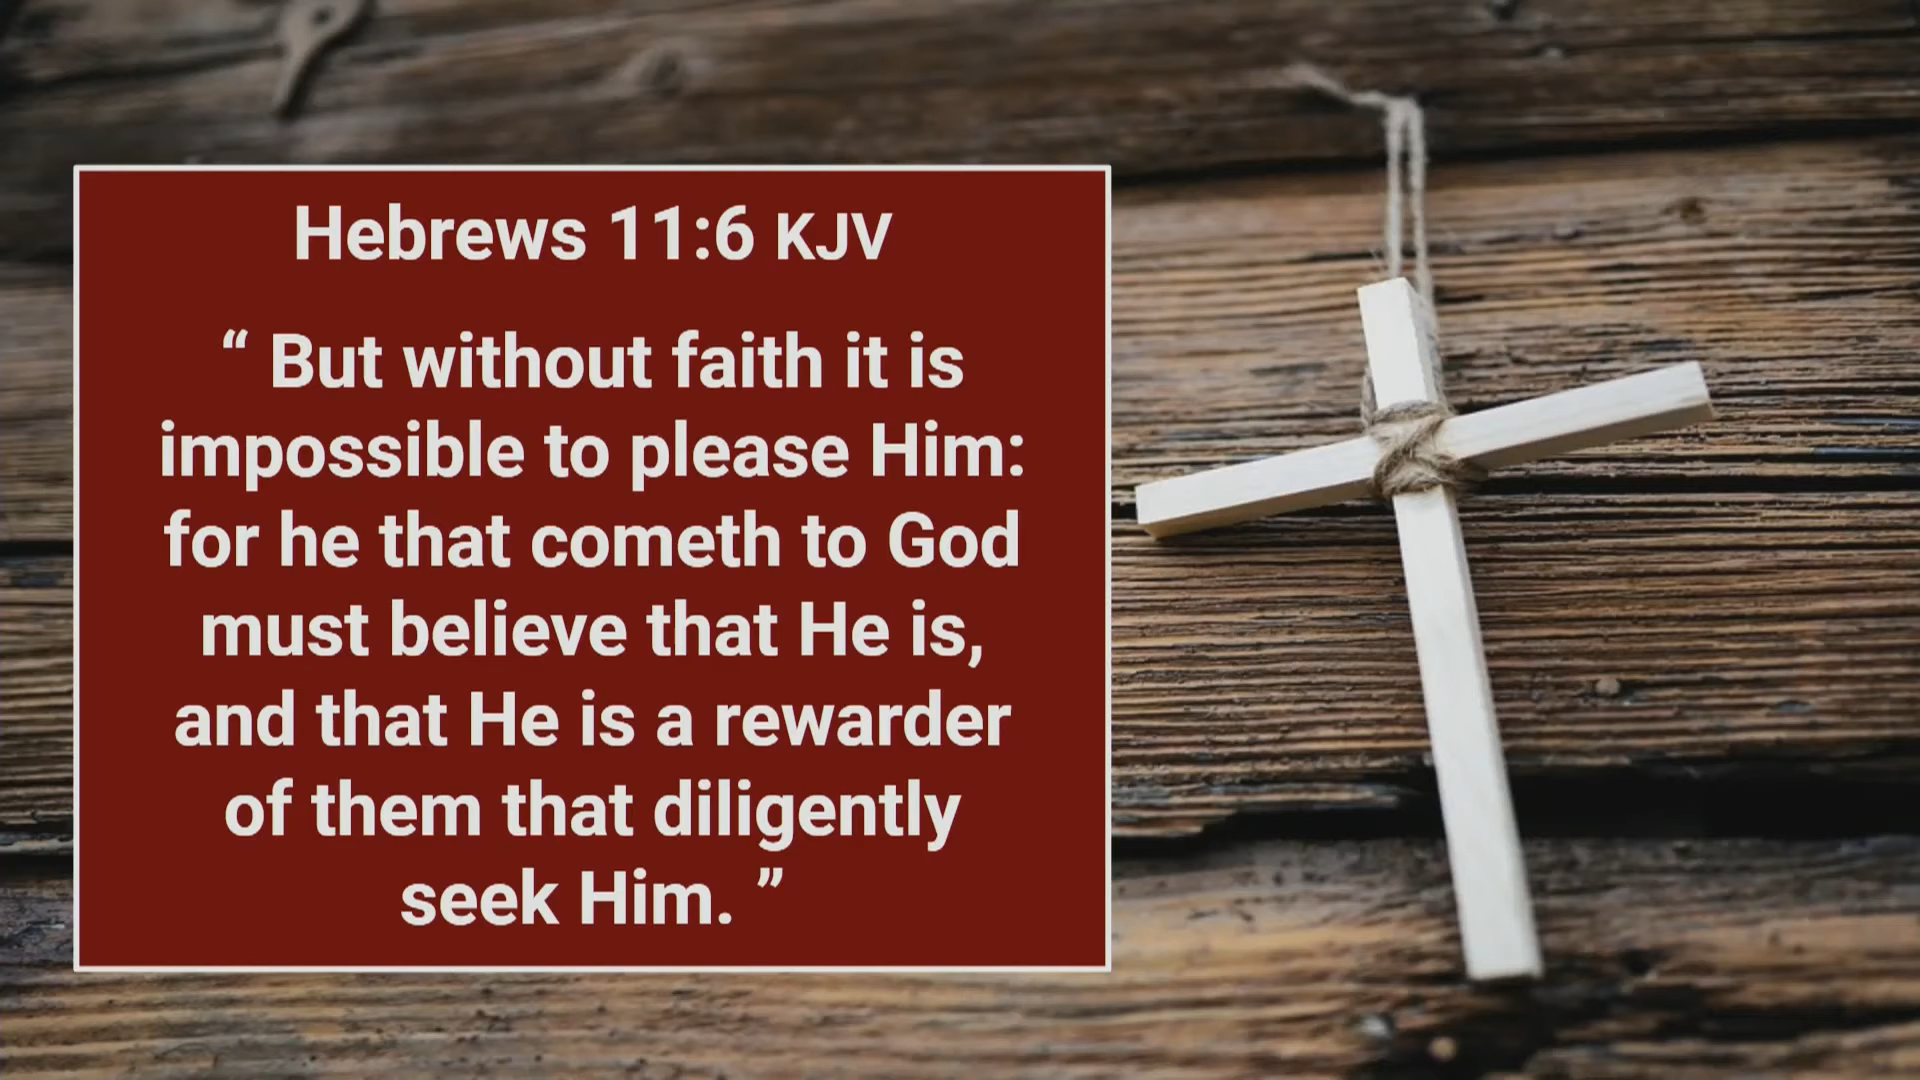 Hebrews 11:6 KJV
“ But without faith it is
impossible to please Him:
for he that cometh to God
must believe that He is,
and that He is a rewarder
of them that diligently
seek Him. ”